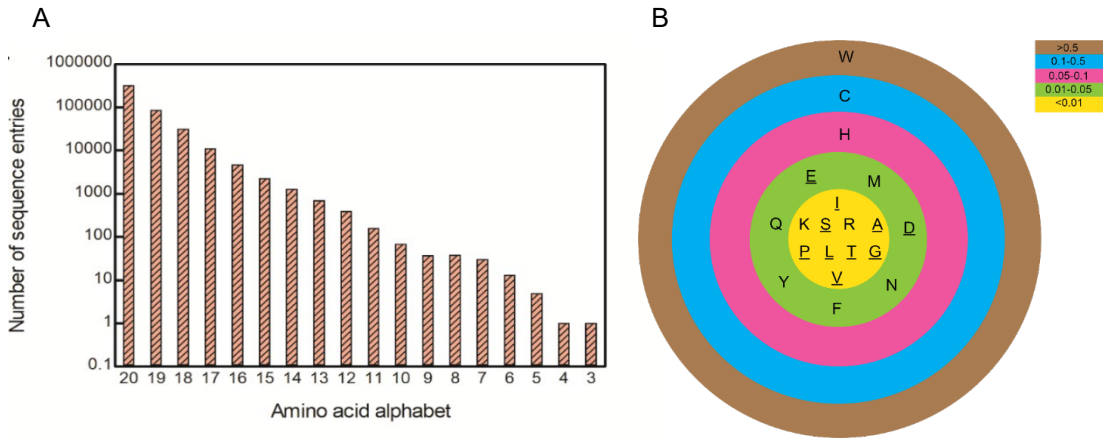 A
1000000
100000
10000
1000
100
10
1
0.1
Number of sequence entries
20 19 18 17 16 15 14 13 12 11 10 9 8 7 6 5 4 3
Amino acid alphabet
B
W
C
H
E M
I
Q K S R A D
P L T G
Y V N
F
>0.5
0.1-0.5
0.05-0.1
0.01-0.05
<0.01